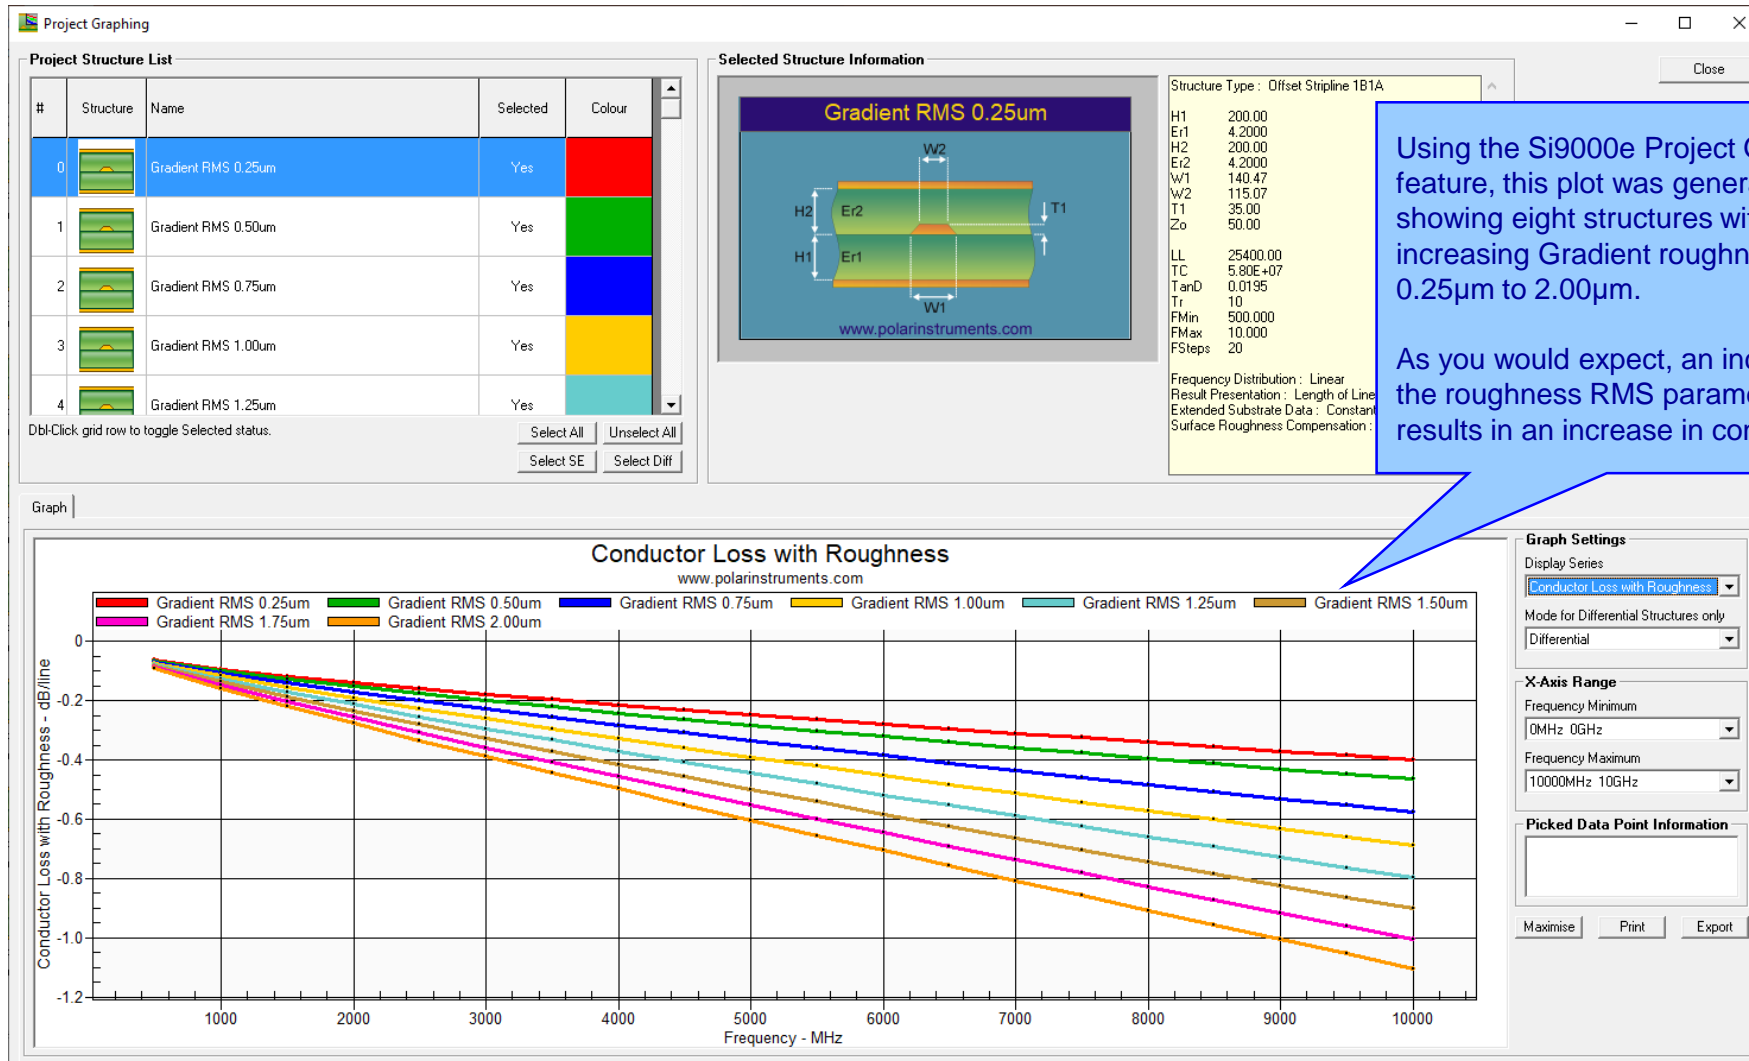 Project Graphing
Project Structure List
# Structure Name Selected Colour
0 Gradient RMS 0.25um Yes
1 Gradient RMS 0.50um Yes
2 Gradient RMS 0.75um Yes
3 Gradient RMS 1.00um Yes
4 Gradient RMS 1.25um Yes
Dbl-Click grid row to toggle Selected status.
Select All Unselect All
Select SE Select Diff
Selected Structure Information
Gradient RMS 0.25um
W2
H2 Er2 T1
H1 Er1
W1
www.polarinstruments.com
Structure Type : Offset Stripline 1B1A
H1 200.00
Er1 4.2000
H2 200.00
Er2 4.2000
W1 140.47
W2 115.07
T1 35.00
Zo 50.00
LL 25400.00
TC 5.80E+07
TanD 0.0195
Tr 10
FMin 500.000
FMax 10.000
FSteps 20
Frequency Distribution : Linear
Result Presentation : Length of Line
Extended Substrate Data : Constant
Surface Roughness Compensation :
Close
Using the Si9000e Project
feature, this plot was
showing eight structures
increasing Gradient
0.25µm to 2.00µm.
As you would expect, an
the roughness RMS
results in an increase in
Graph
Conductor Loss with Roughness
www.polarinstruments.com
Gradient RMS 0.25um Gradient RMS 0.50um Gradient RMS 0.75um Gradient RMS 1.00um Gradient RMS 1.25um Gradient RMS 1.50um
Gradient RMS 1.75um Gradient RMS 2.00um
Conductor Loss with Roughness - dB/line
0
-0.2
-0.4
-0.6
-0.8
-1.0
-1.2
1000 2000 3000 4000 5000 6000 7000 8000 9000 10000
Frequency - MHz
Graph Settings
Display Series
Conductor Loss with Roughness
Mode for Differential Structures only
Differential
X-Axis Range
Frequency Minimum
0MHz 0GHz
Frequency Maximum
10000MHz 10GHz
Picked Data Point Information
Maximise Print Export